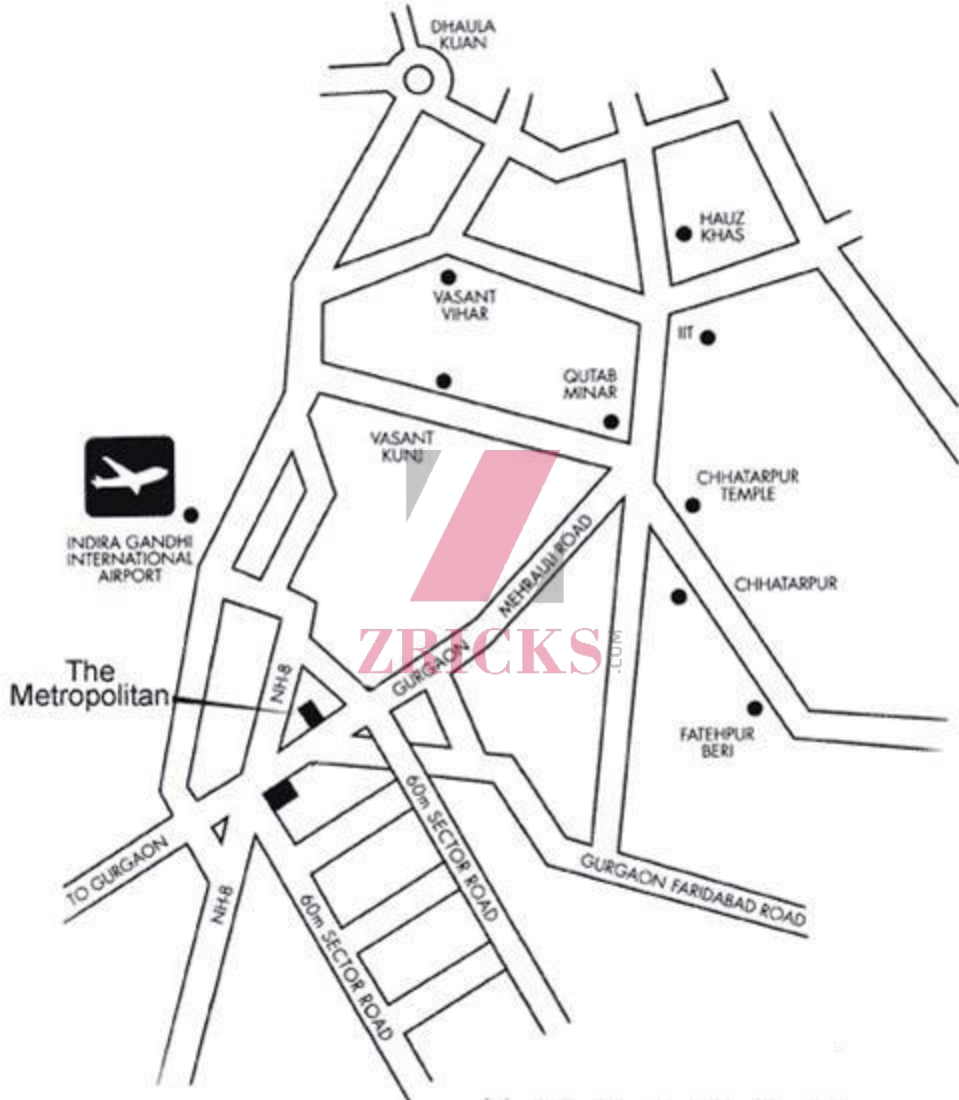 DHAULA
KUAN
HAUZ
KHAS
VASANT
VIHAR
IIT
QUTAB
MINAR
VASANT
KUNJ
CHHATARPUR
TEMPLE
INDIRA GANDHI
INTERNATIONAL
AIRPORT
MEHRAULI ROAD
CHHATARPUR
ZRICKS
.COM
GURGAON
The
Metropolitan
NH-8
FATEHPUR
BERI
60m SECTOR ROAD
TO GURGAON
NH-8
60m SECTOR ROAD
GURGAON FARIDABAD ROAD